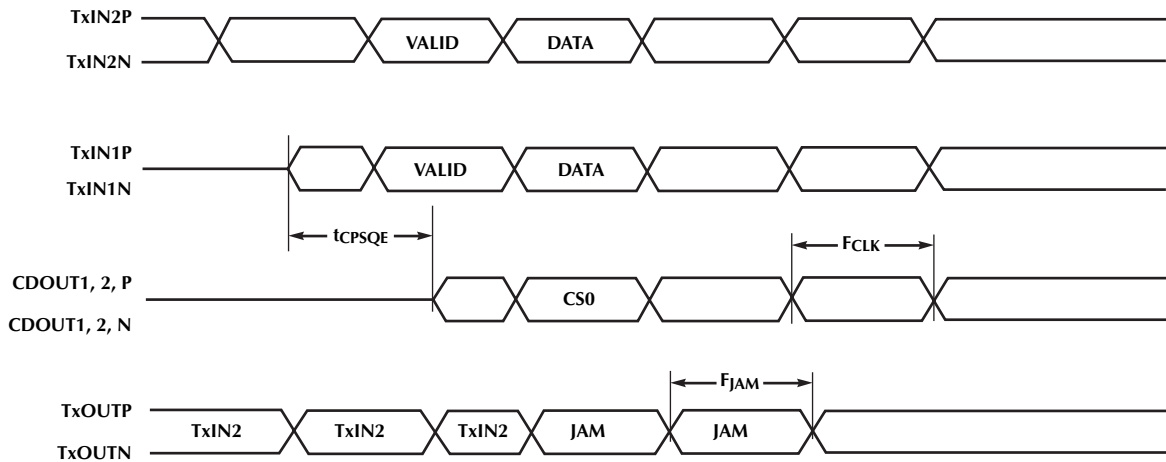 TxIN2P
VALID DATA
TxIN2N
TxIN1P
VALID DATA
TxIN1N
tCPSQE
FCLK
CDOUT1, 2, P
CS0
CDOUT1, 2, N
FJAM
TxOUTP
TxIN2 TxIN2 TxIN2 JAM JAM
TxOUTN